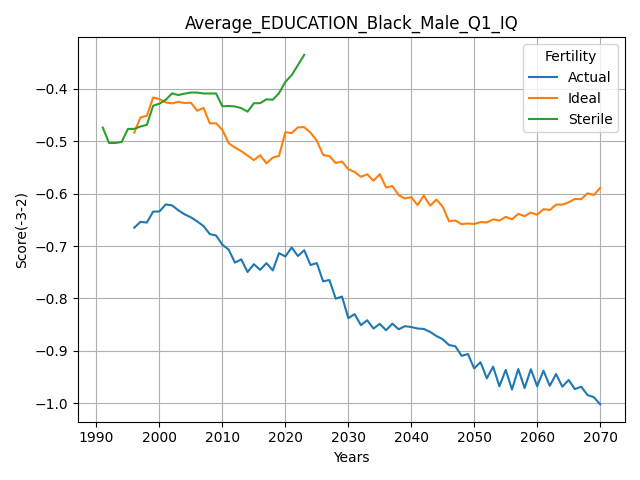 Average_EDUCATION_Black_Male_Q1_IQ
Fertility
Actual
Ideal
Sterile
Score(-3-2)
−0.4
−0.5
−0.6
−0.7
−0.8
−0.9
−1.0
1990 2000 2010 2020 2030 2040 2050 2060 2070
Years